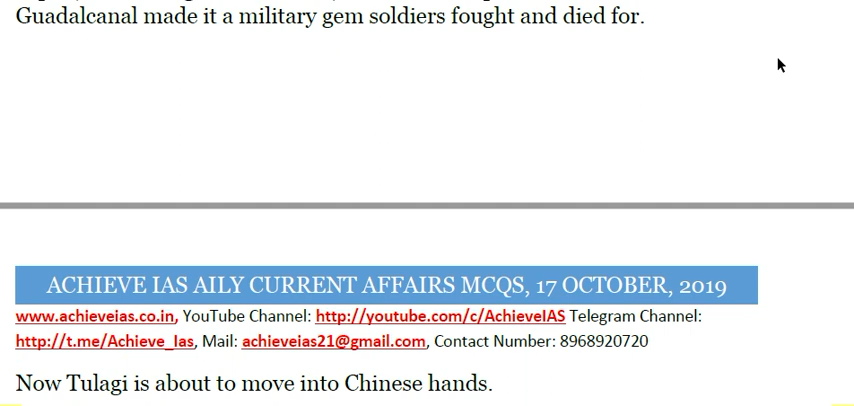 Guadalcanal made it a military gem soldiers fought and died for.
ACHIEVE IAS AILY CURRENT AFFAIRS MCQS, 17 OCTOBER, 2019
www.achieveias.co.in, YouTube Channel: http://youtube.com/c/AchieveIAS Telegram Channel:
http://t.me/Achieve_Ias, Mail: achieveias21@gmail.com, Contact Number: 8968920720
Now Tulagi is about to move into Chinese hands.